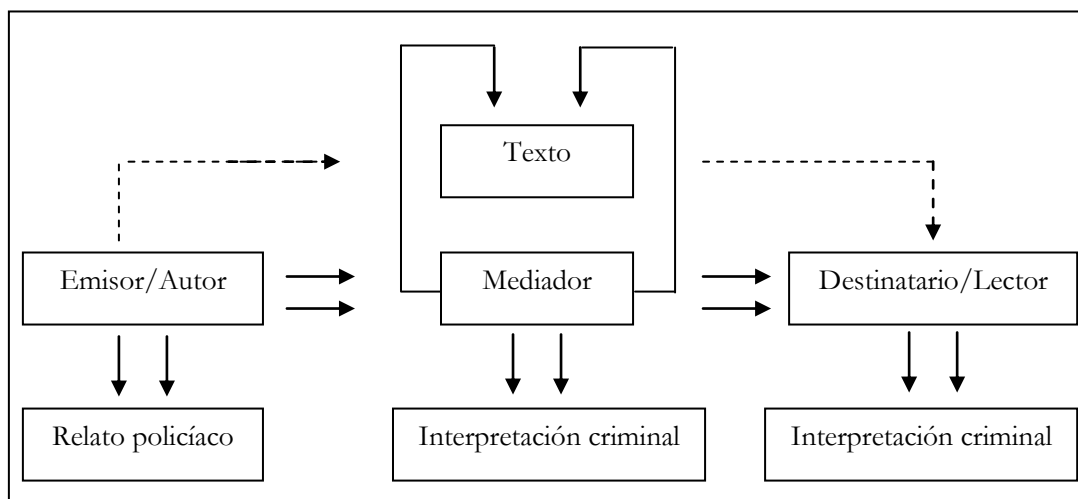 Texto
Emisor/Autor
Mediador
Destinatario/Lector
Relato policíaco
Interpretación criminal
Interpretación criminal